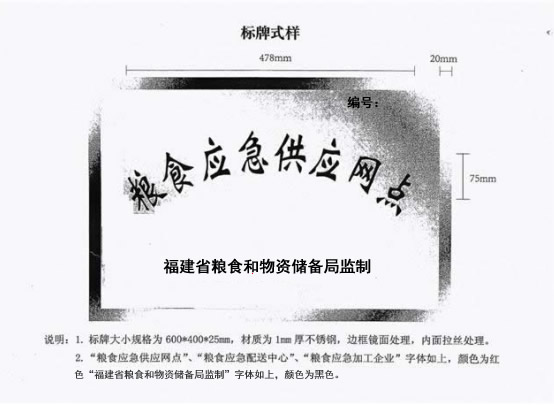 标牌式样
478mm
20mm
编号：
粮食应急供应网点
75mm
福建省粮食和物资储备局监制
说明：1. 标牌大小规格为 600*400*25mm，材质为 1mm 厚不锈钢，边框镜面处理，内面拉丝处理。
2. “粮食应急供应网点”、“粮食应急配送中心”、“粮食应急加工企业”字体如上，颜色为红
色“福建省粮食和物资储备局监制”字体如上，颜色为黑色。